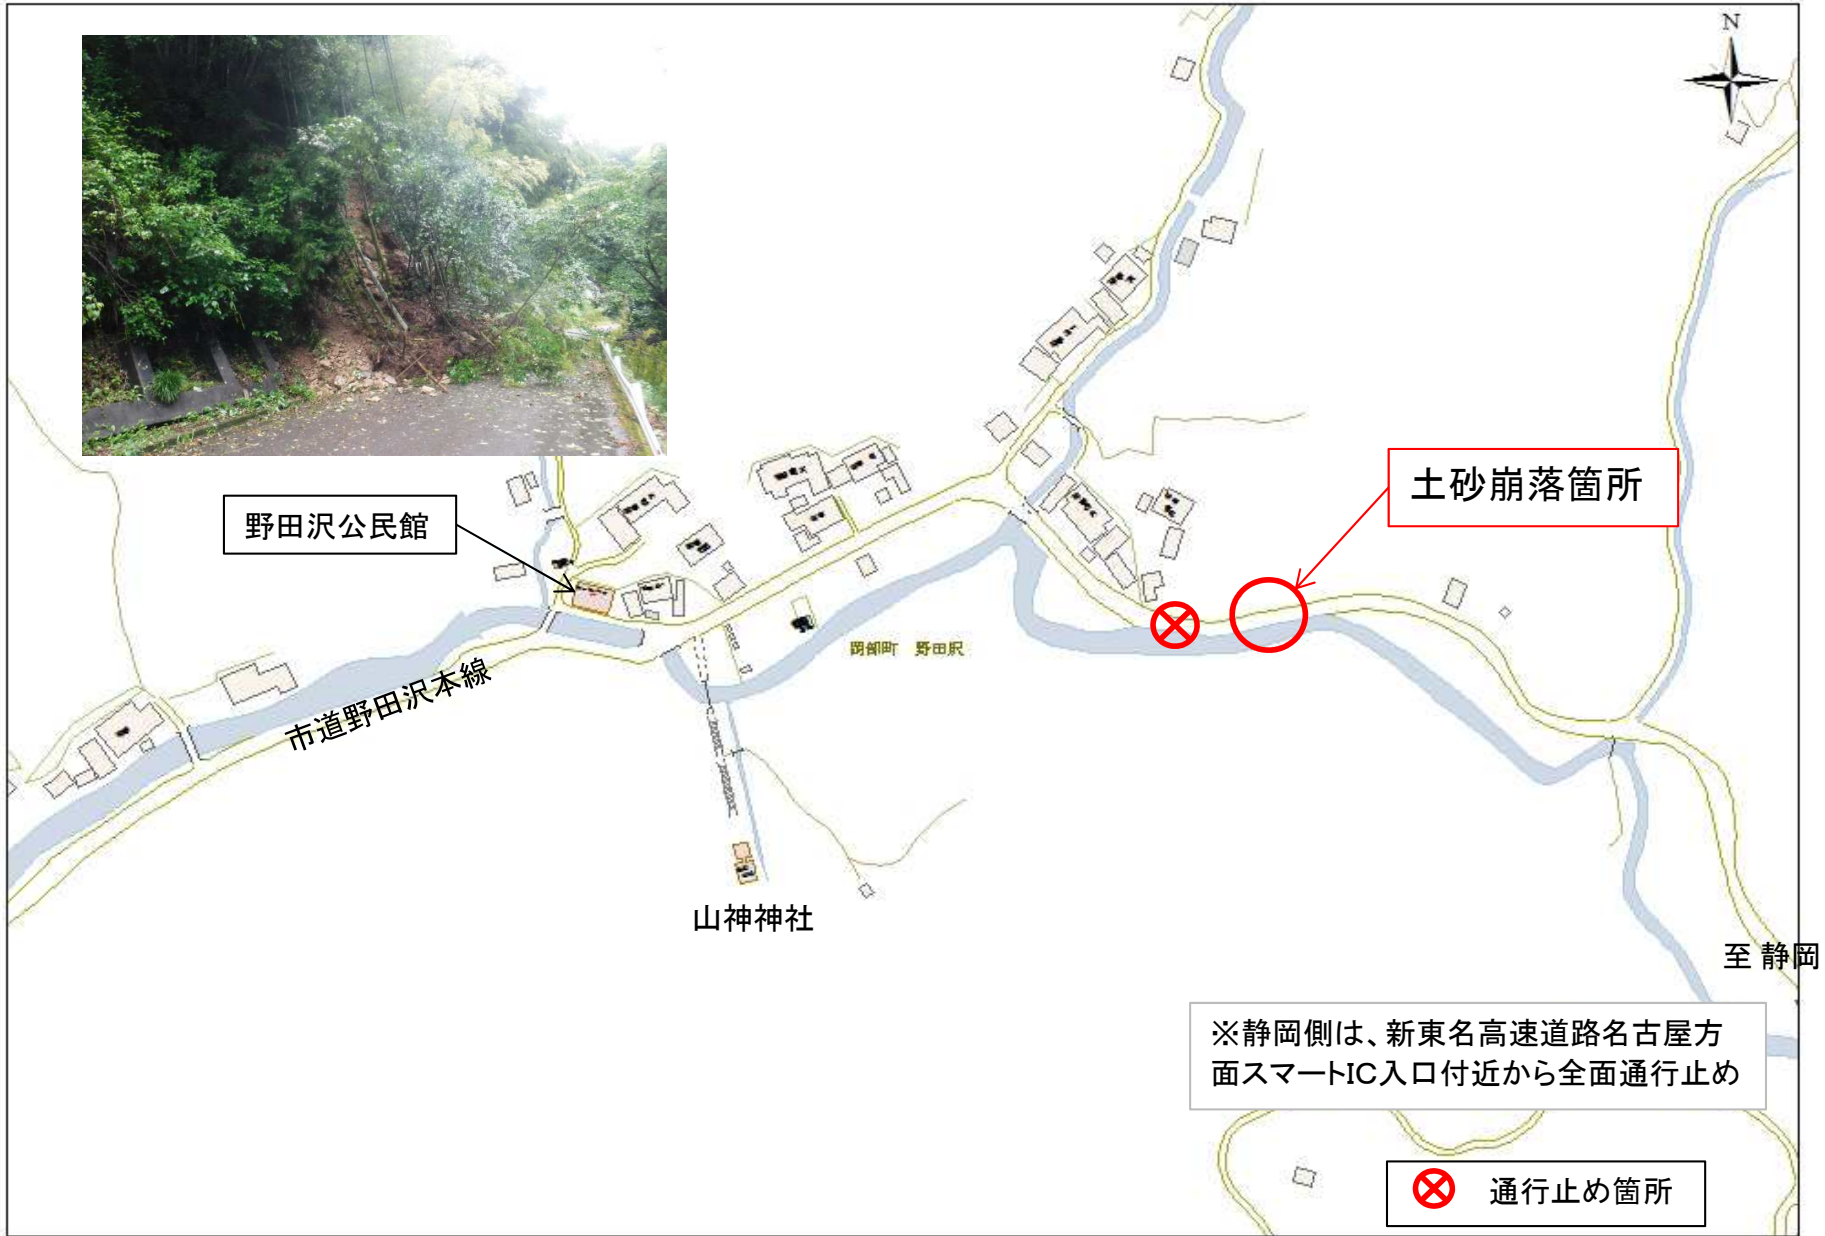 N
土砂崩落箇所
野田沢公民館
岡部町 野田沢
市道野田沢本線
山神神社
至 静岡
※静岡側は、新東名高速道路名古屋方
面スマートIC入口付近から全面通行止め
通行止め箇所